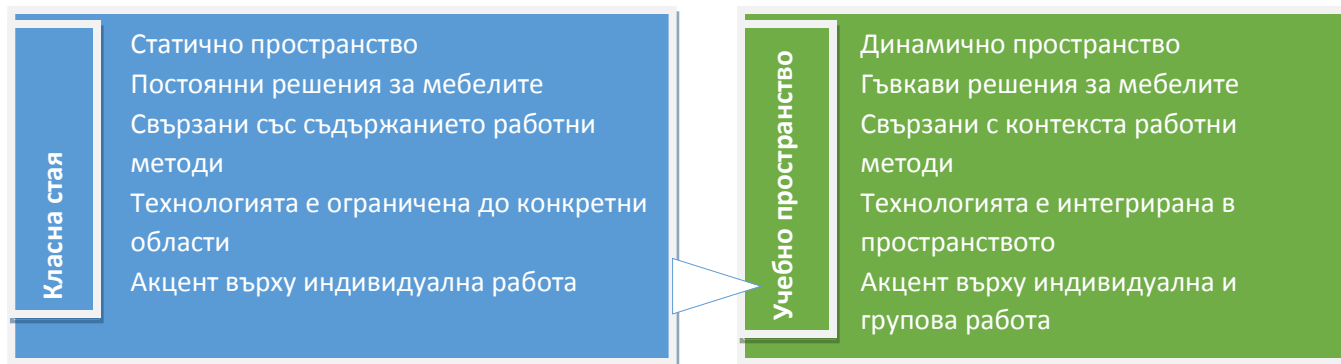 Класна стая
Статично пространство
Постоянни решения за мебелите
Свързани със съдържанието работни
методи
Технологията е ограничена до конкретни
области
Акцент върху индивидуална работа
Учебно пространство
Динамично пространство
Гъвкави решения за мебелите
Свързани с контекста работни
методи
Технологията е интегрирана в
пространството
Акцент върху индивидуална и
групова работа